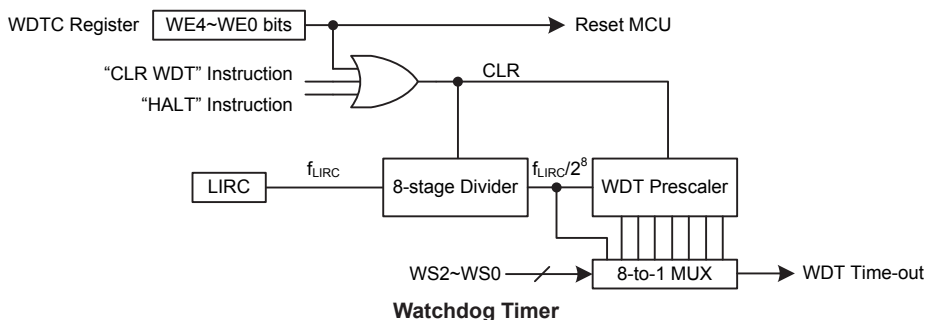 WDTC Register WE4~WE0 bits Reset MCU
“CLR WDT” Instruction
CLR
“HALT” Instruction
LIRC
fLIRC
8-stage Divider
fLIRC/2⁸
WDT Prescaler
WS2~WS0
8-to-1 MUX
WDT Time-out
Watchdog Timer